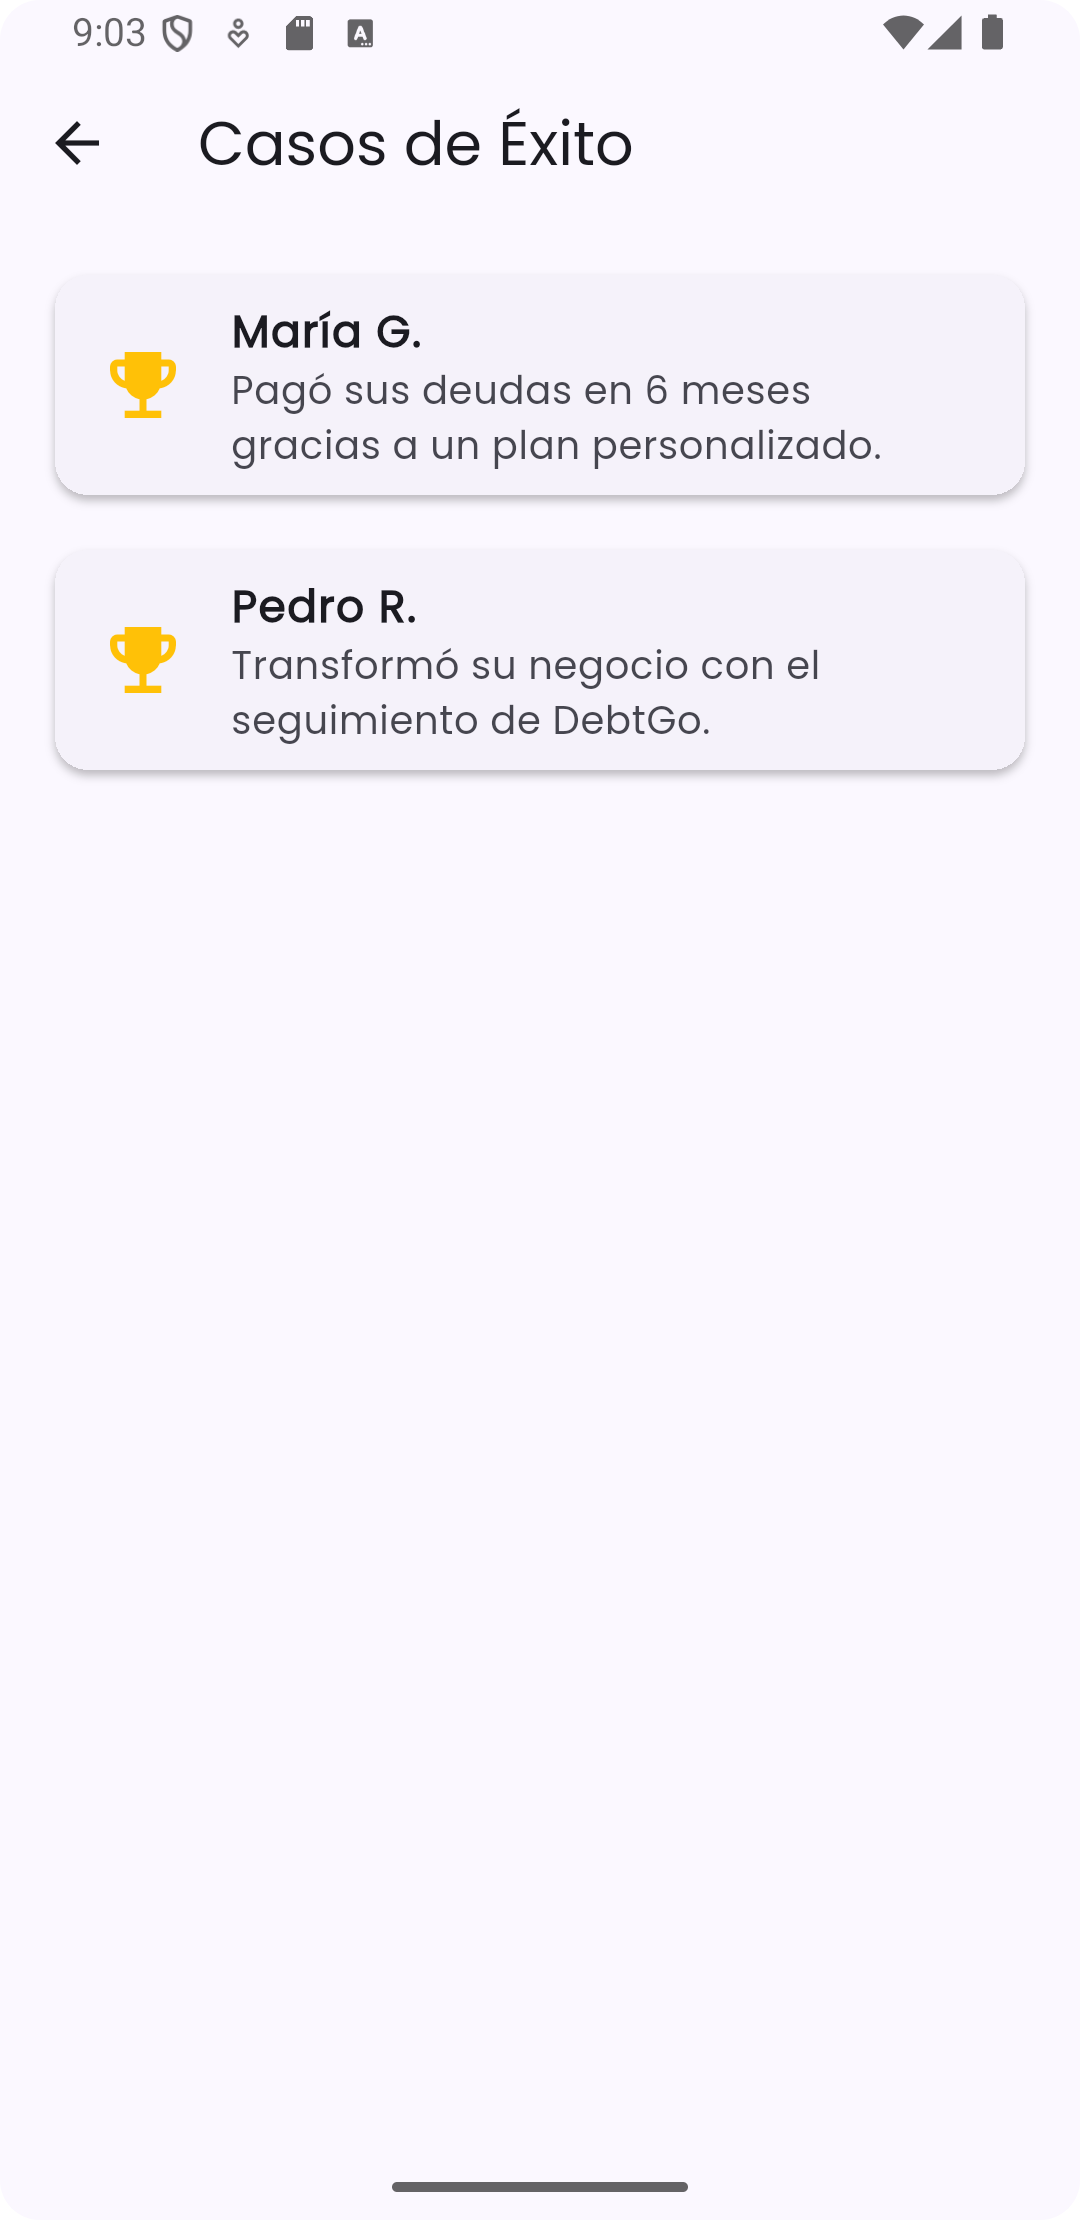 9:03
Casos de Éxito
María G.
Pagó sus deudas en 6 meses
gracias a un plan personalizado.
Pedro R.
Transformó su negocio con el
seguimiento de DebtGo.